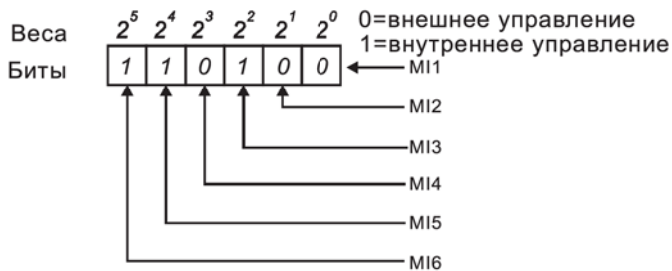 Веса 2⁵ 2⁴ 2³ 2² 2¹ 2⁰ 0=внешнее управление
1=внутреннее управление
Биты 1 1 0 1 0 0 MI1
MI2
MI3
MI4
MI5
MI6